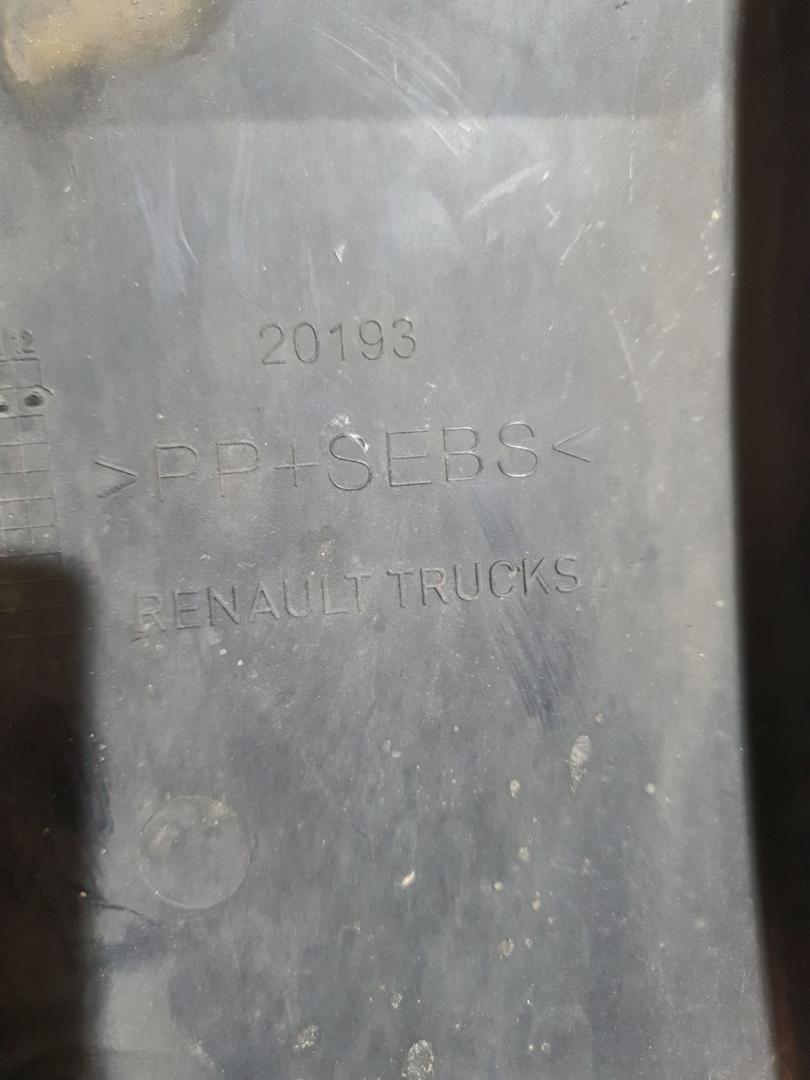 20193
>PP+SEBS<
RENAULT TRUCKS